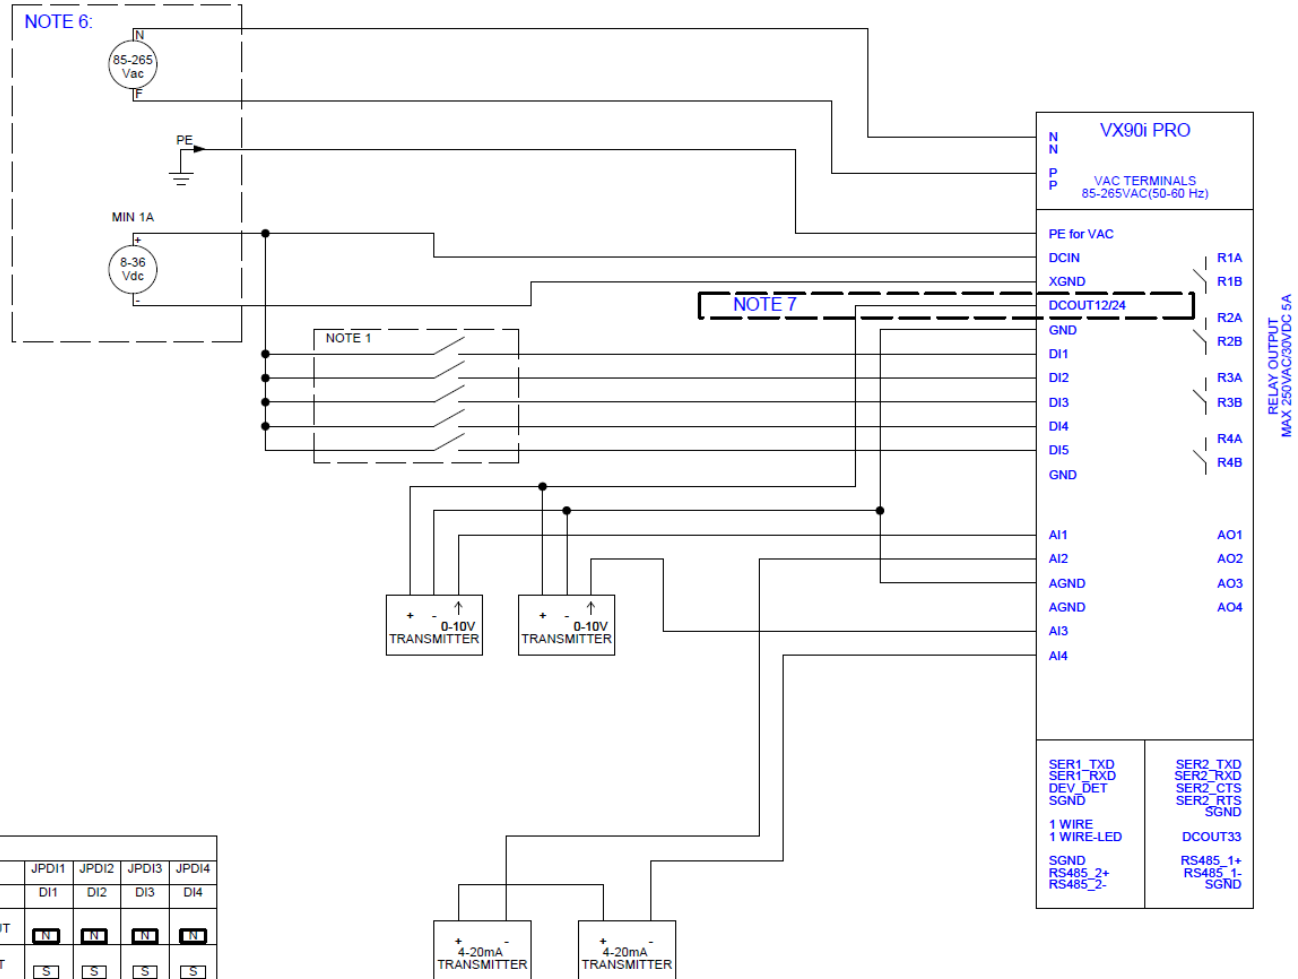 NOTE 6:
N
85-265
Vac
F
PE
MIN 1A
+
8-36
Vdc
-
NOTE 1
NOTE 7
VX90i PRO
N
N
P
P
VAC TERMINALS
85-265VAC(50-60 Hz)
PE for VAC
DCIN
XGND
DCOUT12/24
GND
DI1
DI2
DI3
DI4
DI5
GND
AI1
AI2
AGND
AGND
AI3
AI4
R1A
R1B
R2A
R2B
R3A
R3B
R4A
R4B
AO1
AO2
AO3
AO4
RELAY OUTPUT
MAX 250VAC/30VDC 5A
+ -
0-10V
TRANSMITTER
+ -
0-10V
TRANSMITTER
SER1_TXD
SER1_RXD
DEV_DET
SGND
1 WIRE
1 WIRE-LED
SGND
RS485_2+
RS485_2-
SER2_TXD
SER2_RXD
SER2_CTS
SER2_RTS
SGND
DCOUT33
RS485_1+
RS485_1-
SGND
+ -
4-20mA
TRANSMITTER
+ -
4-20mA
TRANSMITTER
JPDI1 JPDI2 JPDI3 JPDI4
DI1 DI2 DI3 DI4
UT N N N N
T S S S S